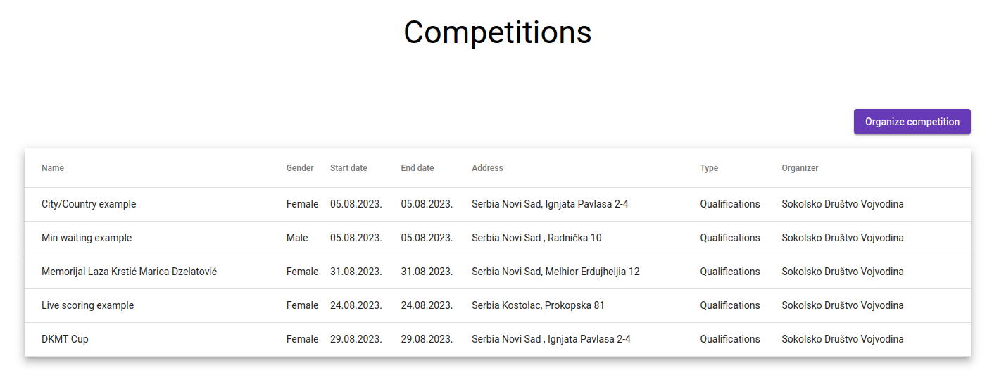 Competitions
Organize competition
Name Gender Start date End date Address Type Organizer
City/Country example Female 05.08.2023. 05.08.2023. Serbia Novi Sad, Ignjata Pavlasa 2-4 Qualifications Sokolsko Društvo Vojvodina
Min waiting example Male 05.08.2023. 05.08.2023. Serbia Novi Sad , Radnička 10 Qualifications Sokolsko Društvo Vojvodina
Memorijal Laza Krstić Marica Dzelatović Female 31.08.2023. 31.08.2023. Serbia Novi Sad, Melhior Erdujheljia 12 Qualifications Sokolsko Društvo Vojvodina
Live scoring example Female 24.08.2023. 24.08.2023. Serbia Kostolac, Prokopska 81 Qualifications Sokolsko Društvo Vojvodina
DKMT Cup Female 29.08.2023. 29.08.2023. Serbia Novi Sad , Ignjata Pavlasa 2-4 Qualifications Sokolsko Društvo Vojvodina